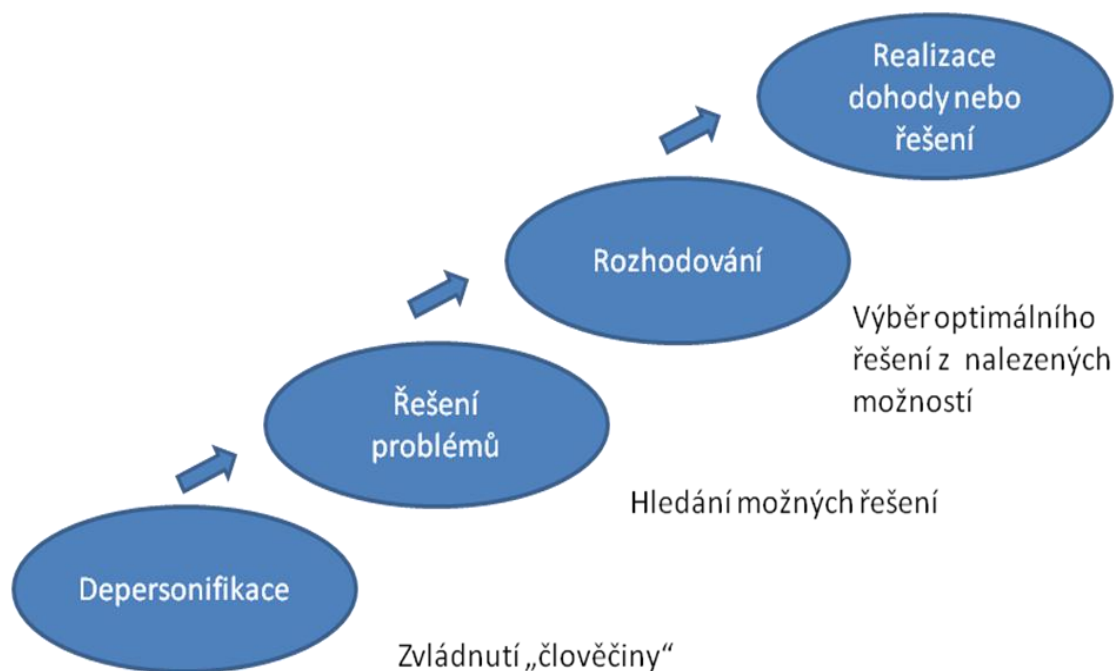 Realizace
dohody nebo
řešení
Rozhodování
Výběr optimálního
řešení z nalezených
možností
Řešení
problémů
Hledání možných řešení
Depersonifikace
Zvládnutí „člověčiny“